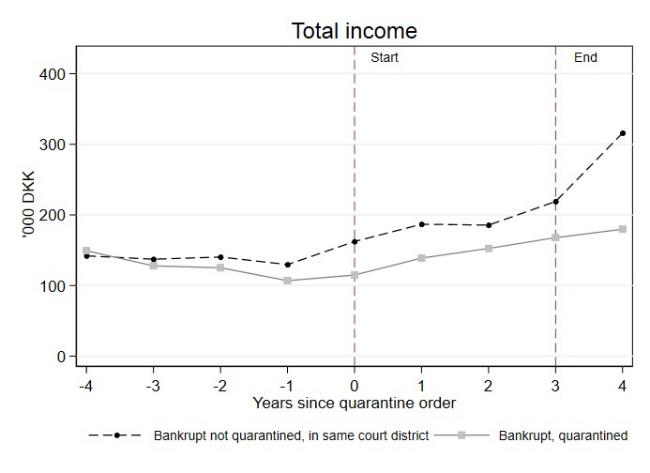 Total income
Start
End
400
300
200
100
0
'000 DKK
-4 -3 -2 -1 0 1 2 3 4
Years since quarantine order
Bankrupt not quarantined, in same court district Bankrupt, quarantined